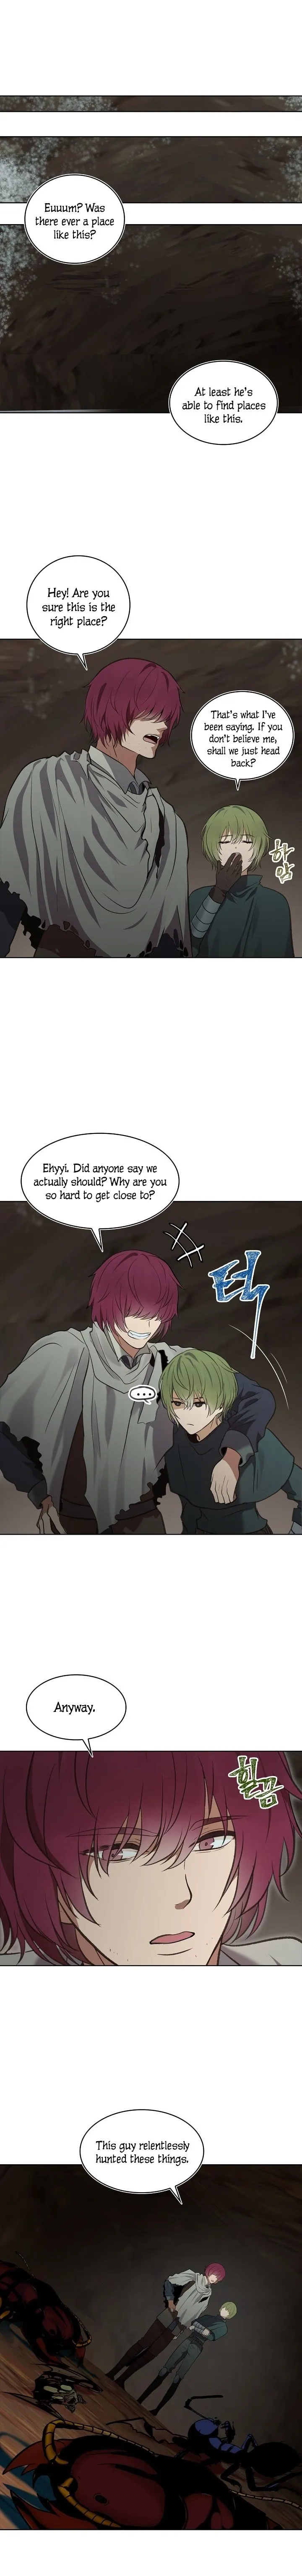 Euuum? Was
there ever a place
like this?
At least he's
able to find places
like this.
Hey! Are you
sure this is the
right place?
That's what I've
been saying. If you
don't believe me,
shall we just head
back?
하
암
Ehyyi. Did anyone say we
actually should? Why are you
so hard to get close to?
턱
...
Anyway.
힐끔
This guy relentlessly
hunted these things.